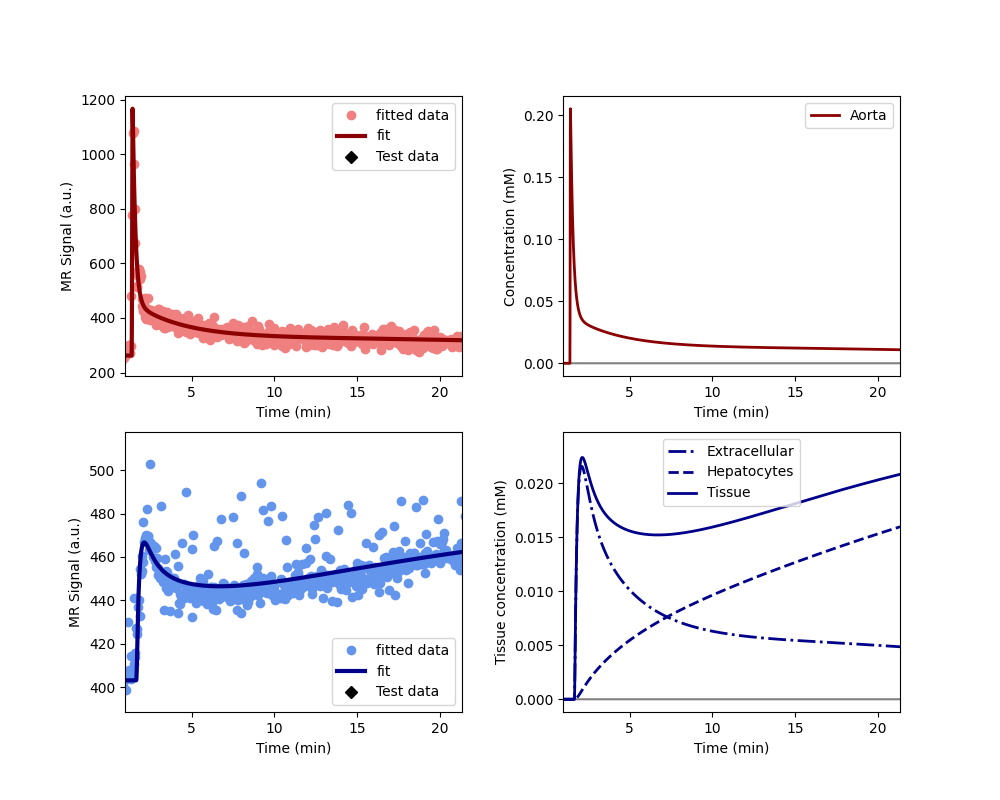 1200
1000
800
600
400
200
5
10
15
20
MR Signal (a.u.)
Time (min)
fitted data
fit
Test data
0.20
0.15
0.10
0.05
0.00
5
10
15
20
Concentration (mM)
Time (min)
Aorta
500
480
460
440
420
400
5
10
15
20
MR Signal (a.u.)
Time (min)
fitted data
fit
Test data
0.020
0.015
0.010
0.005
0.000
5
10
15
20
Tissue concentration (mM)
Time (min)
Extracellular
Hepatocytes
Tissue